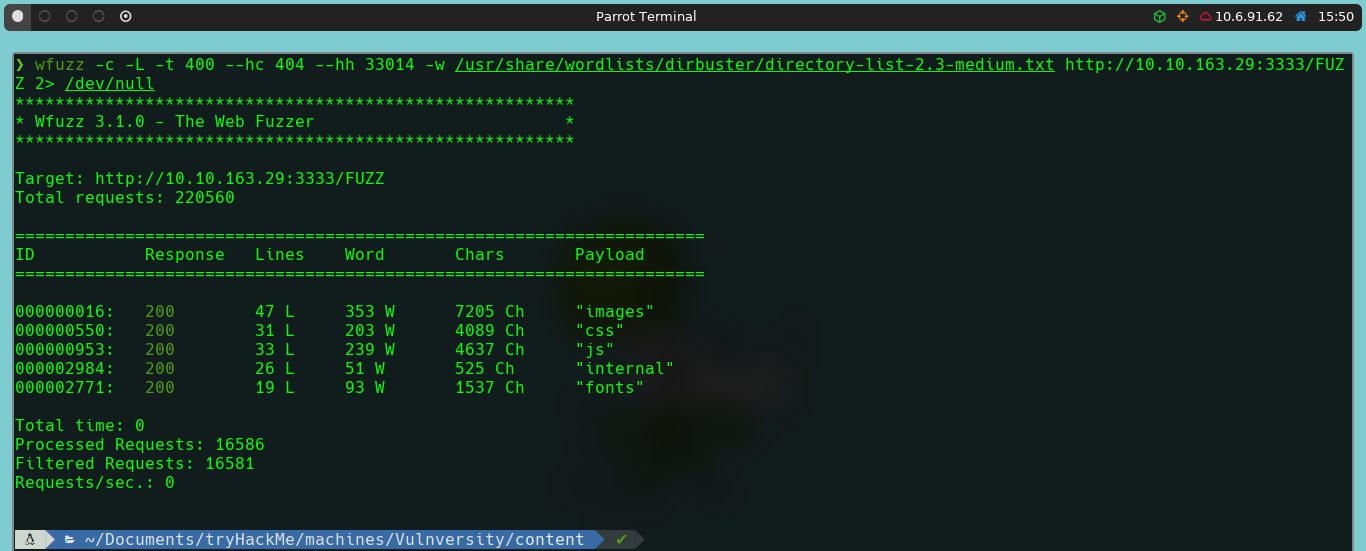 Parrot Terminal
10.6.91.62 15:50
❯ wfuzz -c -L -t 400 --hc 404 --hh 33014 -w /usr/share/wordlists/dirbuster/directory-list-2.3-medium.txt http://10.10.163.29:3333/FUZ
Z 2> /dev/null
********************************************************
* Wfuzz 3.1.0 - The Web Fuzzer                         *
********************************************************
Target: http://10.10.163.29:3333/FUZZ
Total requests: 220560
=====================================================================
ID           Response   Lines    Word       Chars       Payload
=====================================================================
000000016:   200        47 L     353 W      7205 Ch     "images"
000000550:   200        31 L     203 W      4089 Ch     "css"
000000953:   200        33 L     239 W      4637 Ch     "js"
000002984:   200        26 L     51 W       525 Ch      "internal"
000002771:   200        19 L     93 W       1537 Ch     "fonts"
Total time: 0
Processed Requests: 16586
Filtered Requests: 16581
Requests/sec.: 0
~/Documents/tryHackMe/machines/Vulnversity/content ✔